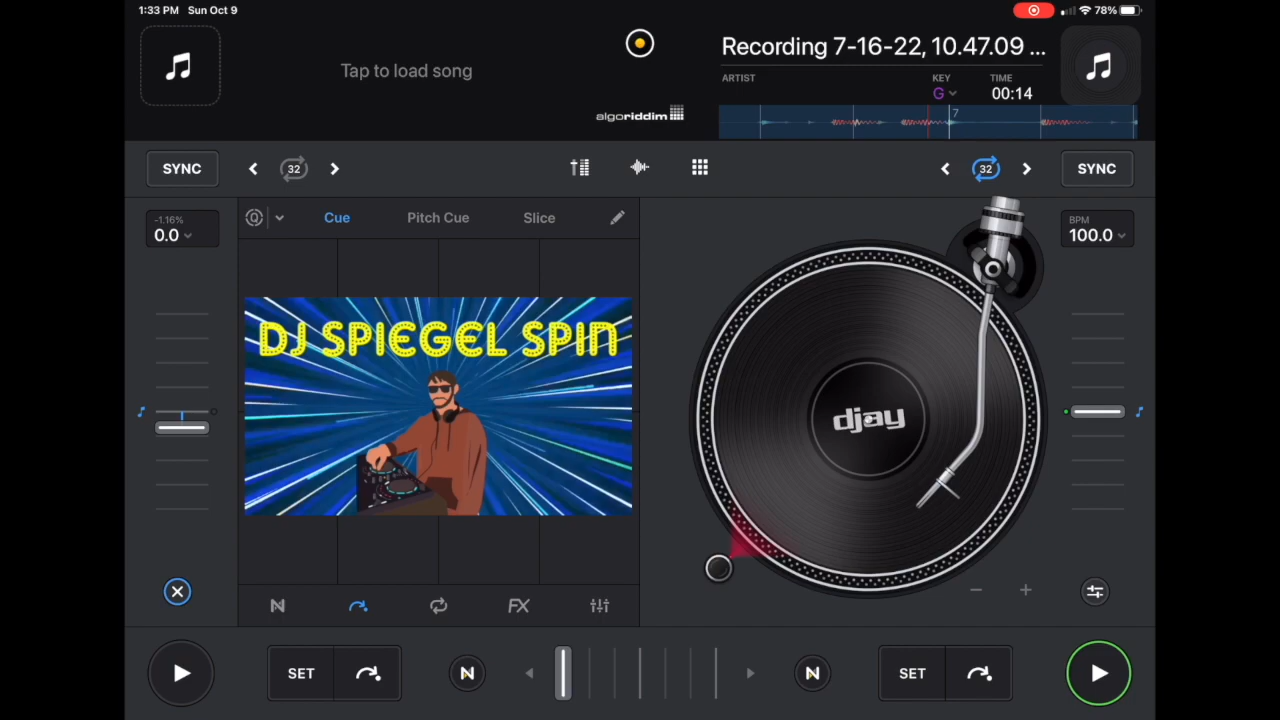 1:33 PM Sun Oct 9
78%
Tap to load song
algoriddim
Recording 7-16-22, 10.47.09 ...
ARTIST
KEY
TIME
G
00:14
7
SYNC
32
32
SYNC
-1.16%
0.0
Cue
Pitch Cue
Slice
BPM
100.0
DJ SPIEGEL SPIN
djay
FX
SET
N
N
SET